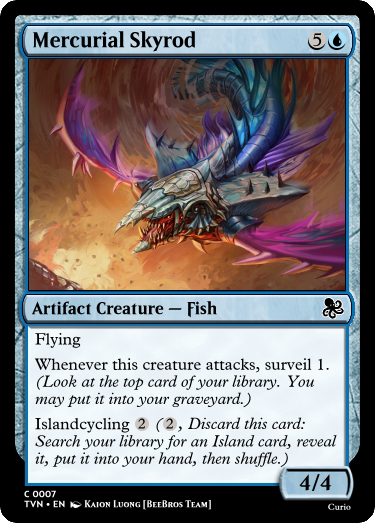 Mercurial Skyrod 5
Artifact Creature — Fish
Flying
Whenever this creature attacks, surveil 1.
(Look at the top card of your library. You
may put it into your graveyard.)
Islandcycling 2 (2, Discard this card:
Search your library for an Island card, reveal
it, put it into your hand, then shuffle.)
4/4
C 0007
TVN • EN Kaion Luong [BeeBros Team]
Curio